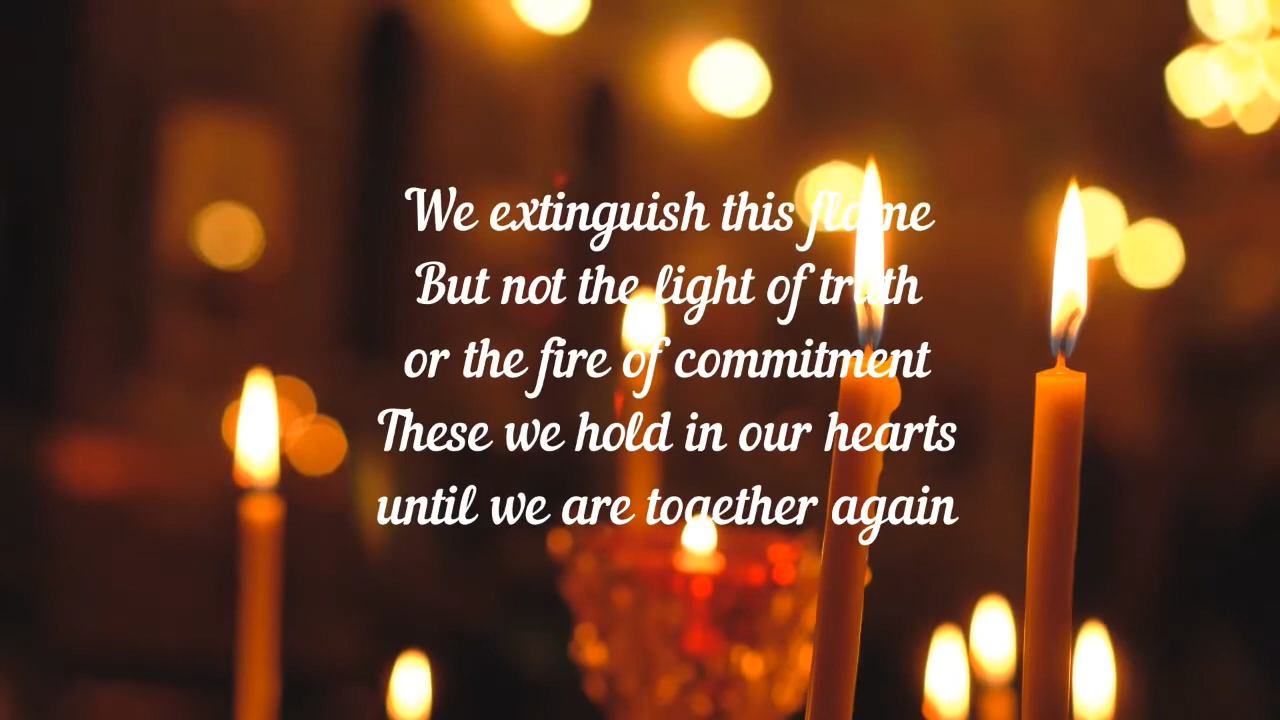 We extinguish this flame
But not the light of truth
or the fire of commitment
These we hold in our hearts
until we are together again